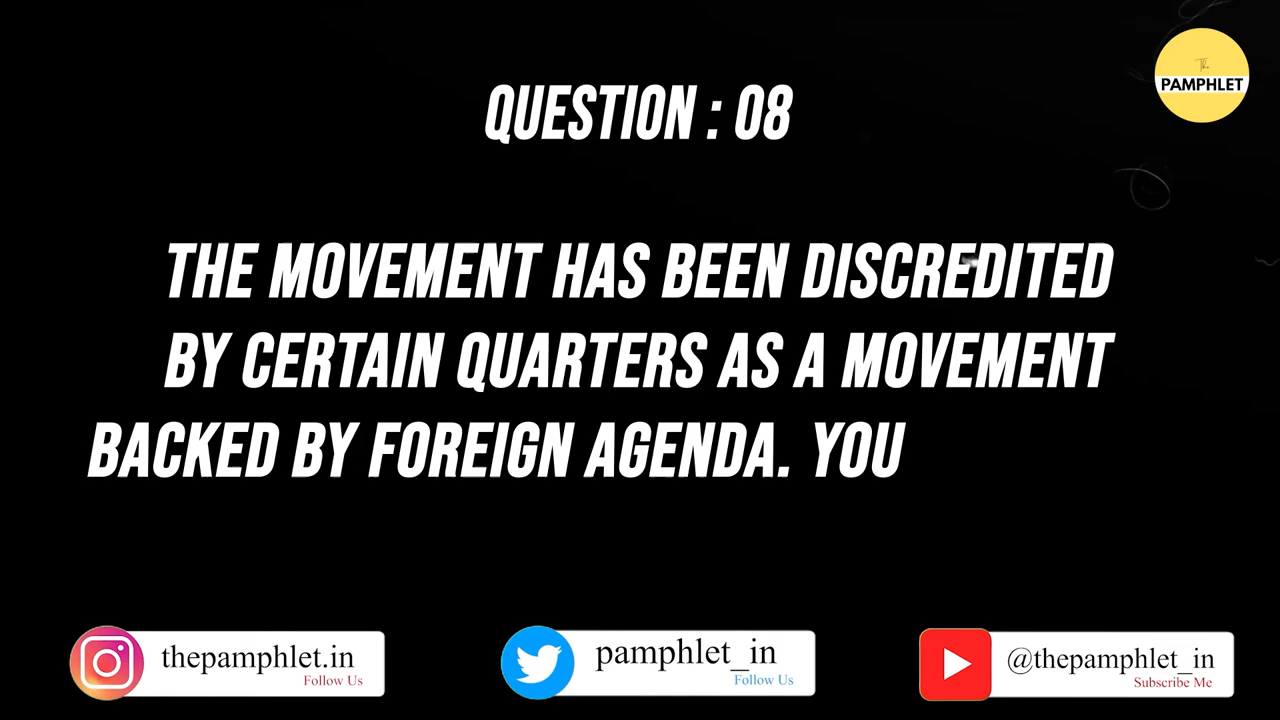 The
PAMPHLET
QUESTION : 08
THE MOVEMENT HAS BEEN DISCREDITED
BY CERTAIN QUARTERS AS A MOVEMENT
BACKED BY FOREIGN AGENDA. YOU
thepamphlet.in
Follow Us
pamphlet_in
Follow Us
@thepamphlet_in
Subscribe Me